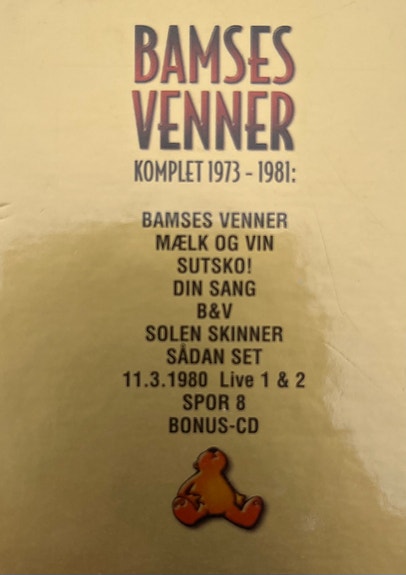 BAMSES
VENNER
KOMPLET 1973 - 1981:
BAMSES VENNER
MÆLK OG VIN
SUTSKO!
DIN SANG
B&V
SOLEN SKINNER
SÅDAN SET
11.3.1980 Live 1 & 2
SPOR 8
BONUS-CD